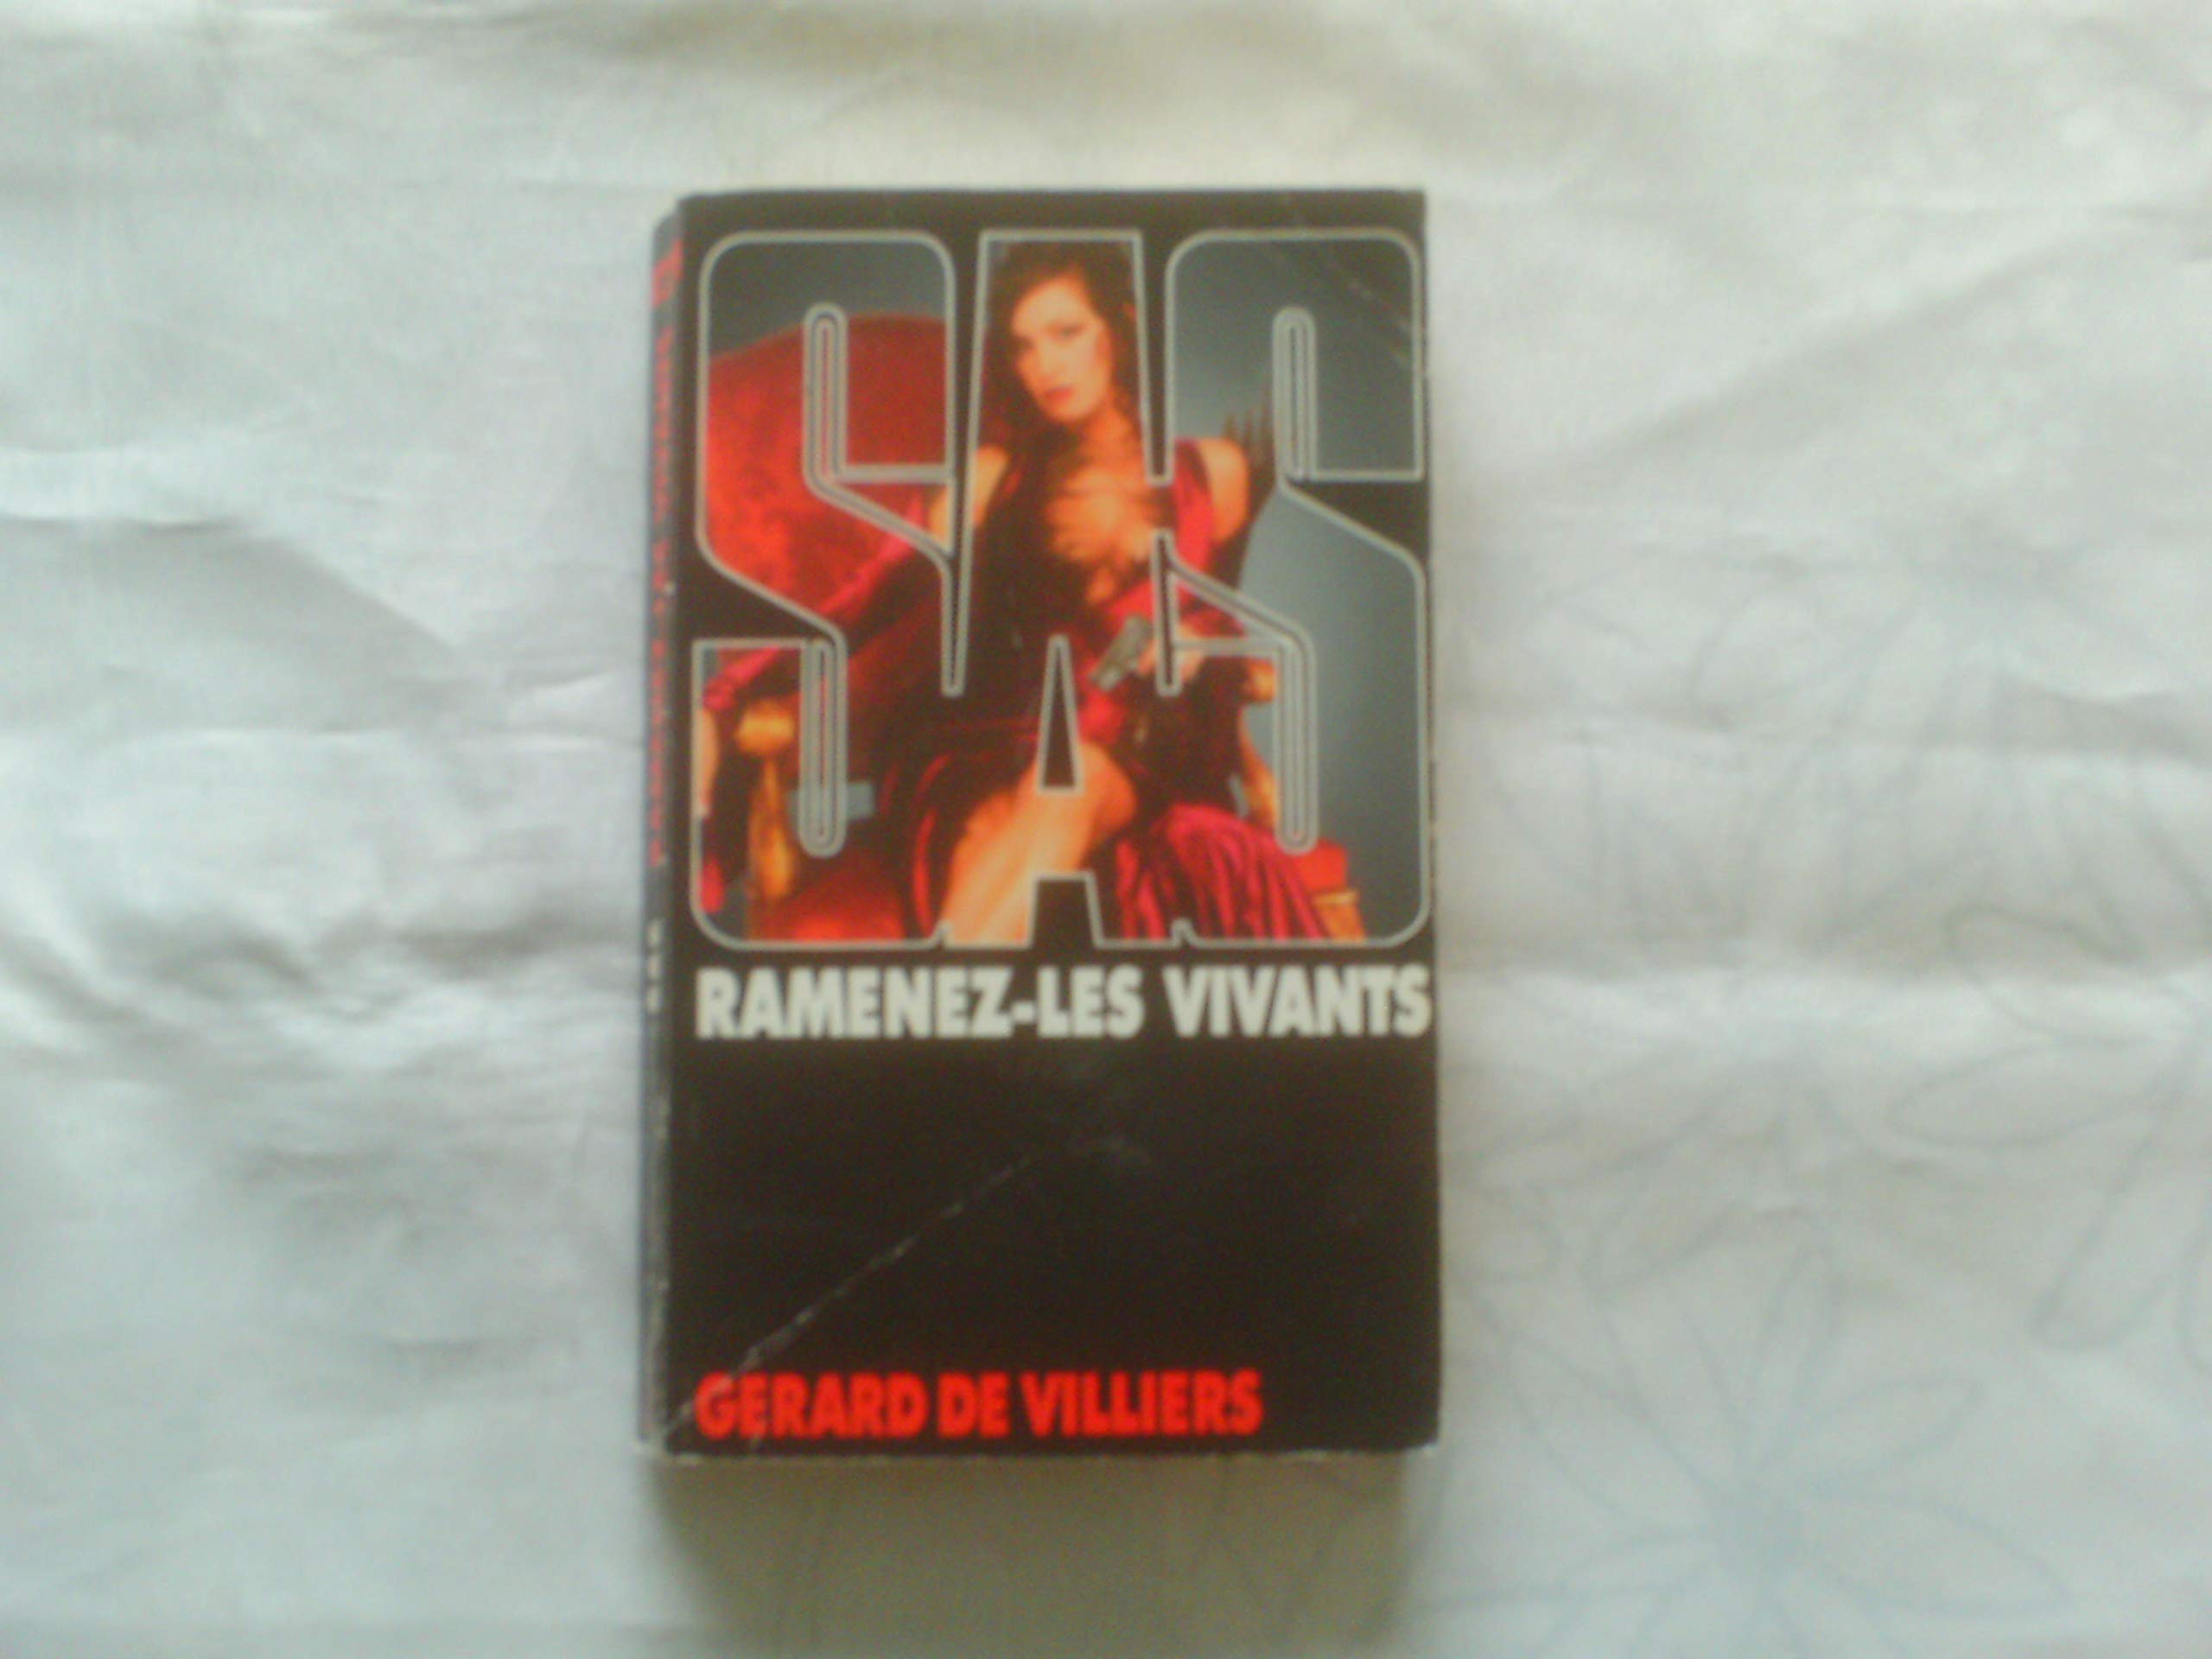 SAS
RAMENEZ-LES VIVANTS
GERARD DE VILLIERS